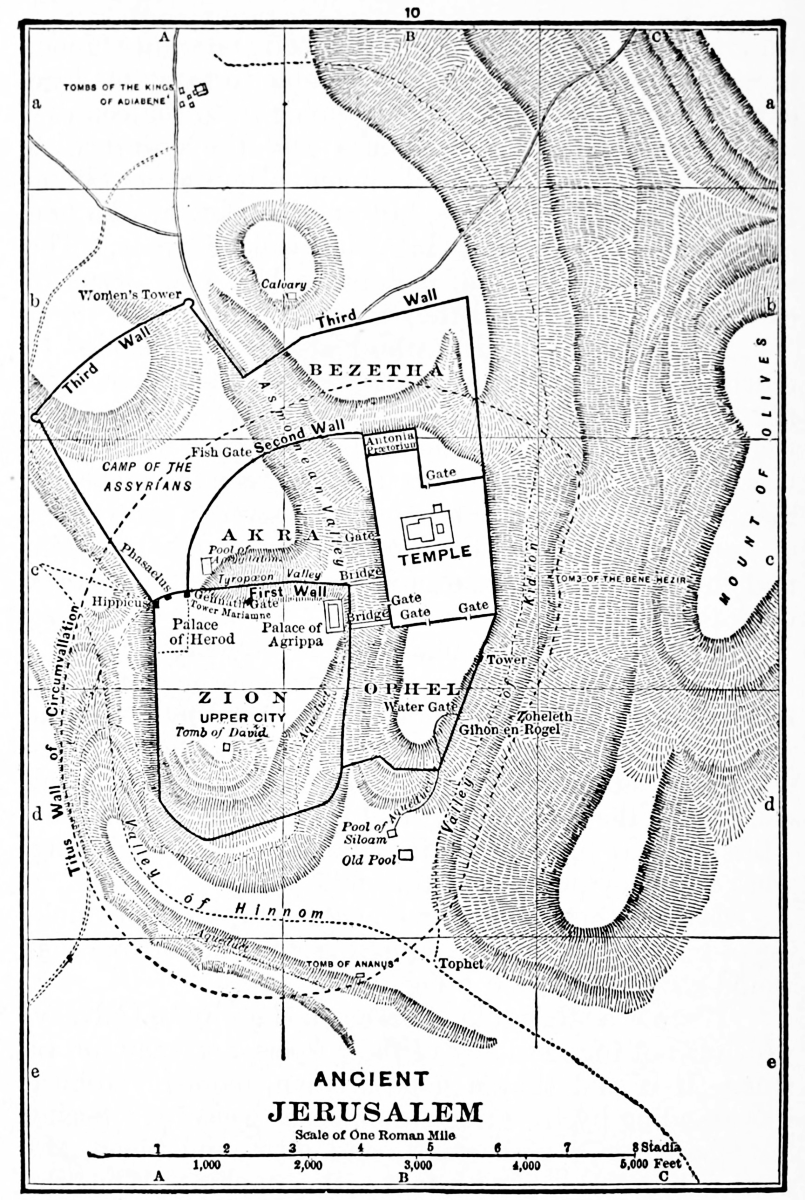 10
A B C
TOMBS OF THE KINGS
OF ADIABENE
a a
b b
Calvary
Women's Tower
Third Wall
Third Wall
BEZETHA
Asmonean Valley
Second Wall
Fish Gate
Antonia
Prætorium
CAMP OF THE
ASSYRIANS
Gate
AKRA
Gate
TEMPLE
Pool of
Tyropæon Valley
Bridge
Phasaelus
c c
MOUNT OF OLIVES
Kidron
TOMB OF THE BENE HEZIR
First Wall
Gennath Gate
Tower Mariamne
Hippicus
Gate
Gate
Gate
Bridge
Palace
of Herod
Palace of
Agrippa
Tower
ZION
UPPER CITY
Tomb of David
Aqueduct
OPHEL
Water Gate
Zoheleth
Gihon en-Rogel
Valley of
Titus Wall of Circumvallation
d d
Aqueduct
Pool of
Siloam
Old Pool
Valley of Hinnom
Aqueduct
TOMB OF ANANUS
Tophet
e e
ANCIENT
JERUSALEM
Scale of One Roman Mile
1 2 3 4 5 6 7 8 Stadia
1,000 2,000 3,000 4,000 5,000 Feet
A B C